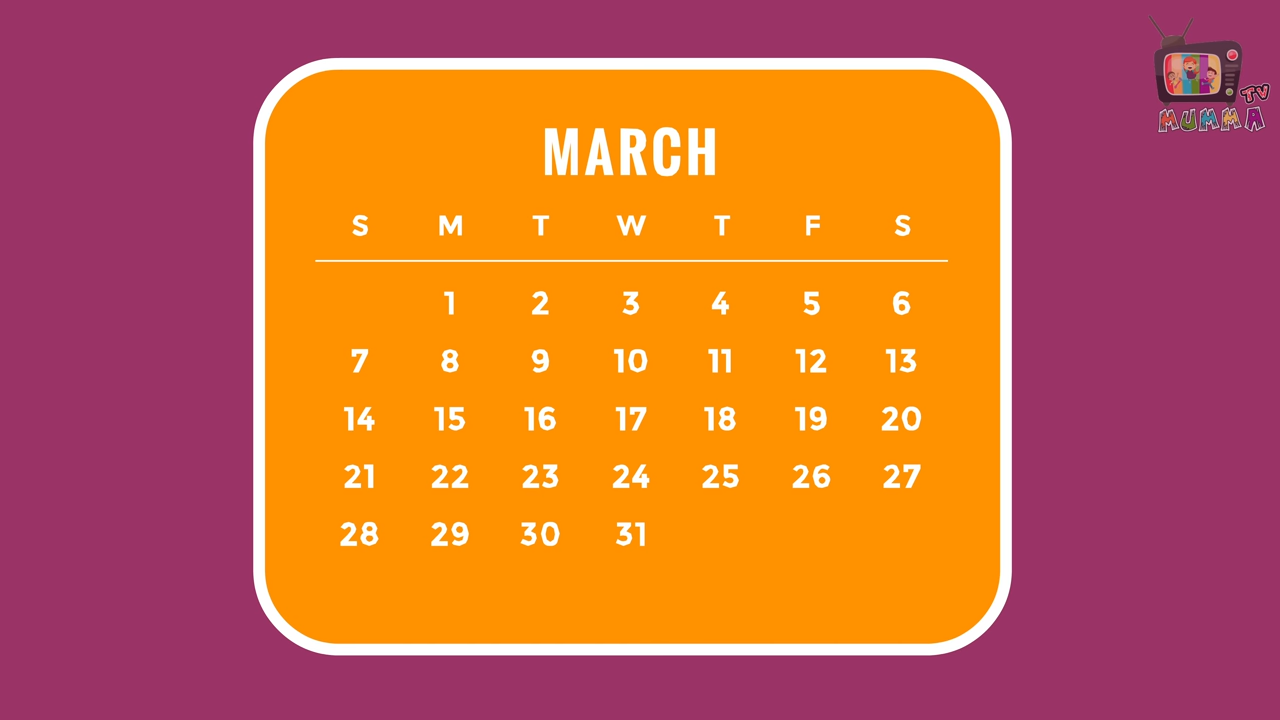 MARCH
S M T W T F S
1 2 3 4 5 6
7 8 9 10 11 12 13
14 15 16 17 18 19 20
21 22 23 24 25 26 27
28 29 30 31
TV
MUMMA